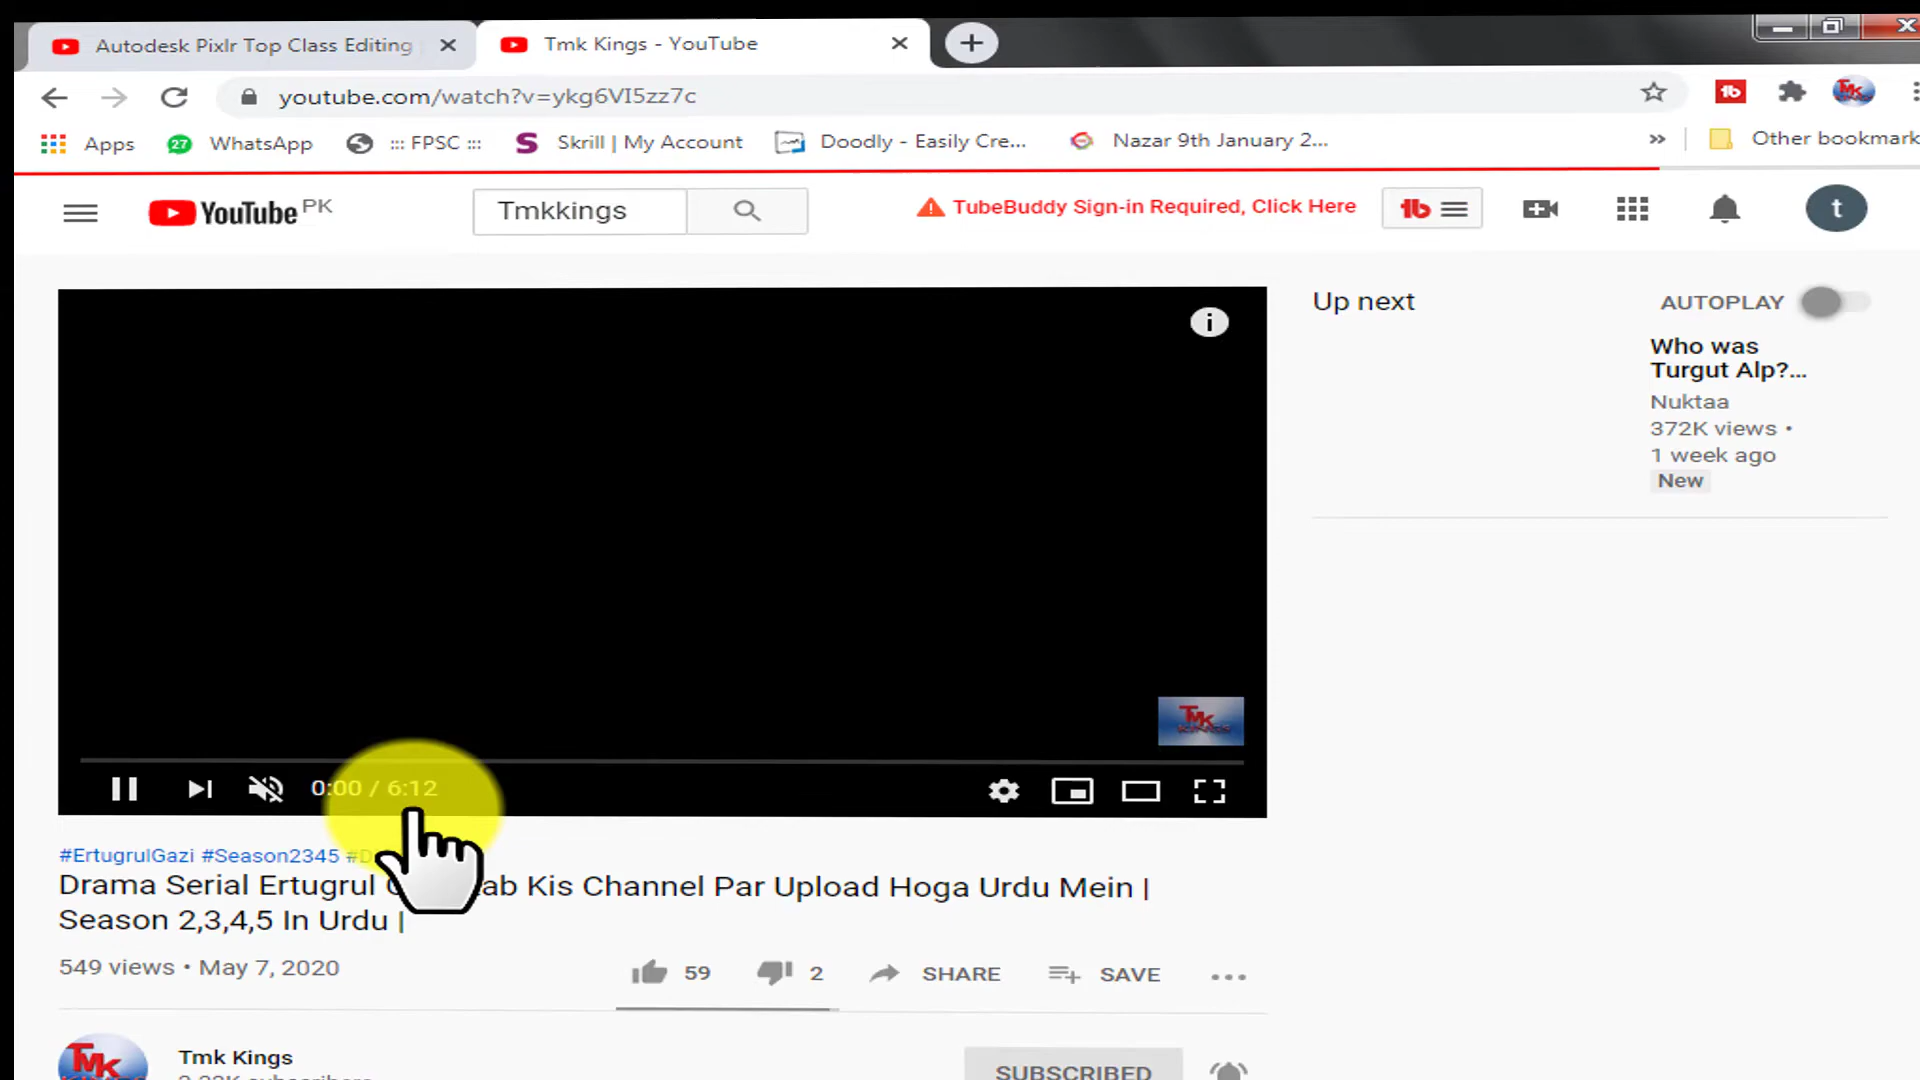 Autodesk Pixlr Top Class Editing
Tmk Kings - YouTube
youtube.com/watch?v=ykg6VI5zz7c
Apps
27
WhatsApp
::: FPSC :::
S
Skrill | My Account
Doodly - Easily Cre...
Nazar 9th January 2...
»
Other bookmark
YouTube PK
Tmkkings
TubeBuddy Sign-in Required, Click Here
t
Up next
AUTOPLAY
Who was
Turgut Alp?...
Nuktaa
372K views •
1 week ago
New
i
TMK
KINGS
0:00 / 6:12
#ErtugrulGazi #Season2345
Drama Serial Ertugrul Kis Channel Par Upload Hoga Urdu Mein |
Season 2,3,4,5 In Urdu |
549 views • May 7, 2020
59
2
SHARE
SAVE
TMK
Tmk Kings
SUBSCRIBED